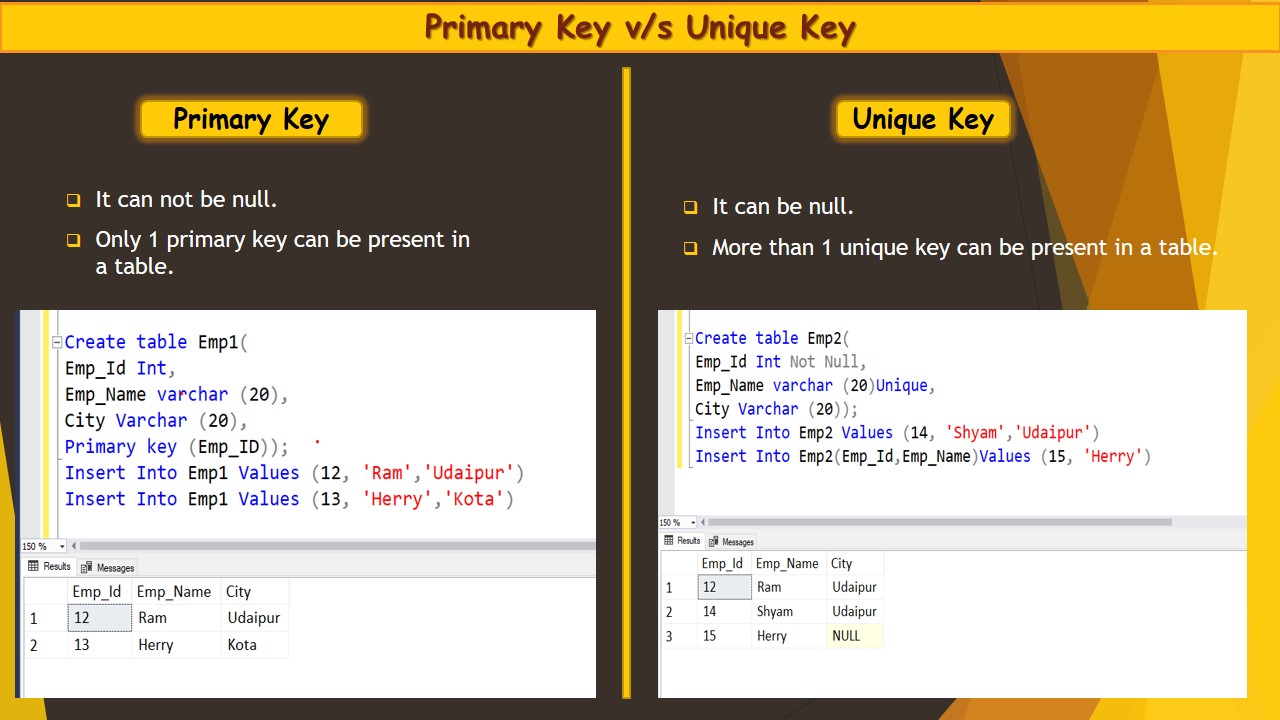 Primary Key v/s Unique Key
Primary Key
It can not be null.
Only 1 primary key can be present in
a table.
Create table Emp1(
Emp_Id Int,
Emp_Name varchar (20),
City Varchar (20),
Primary key (Emp_ID));
Insert Into Emp1 Values (12, 'Ram','Udaipur')
Insert Into Emp1 Values (13, 'Herry','Kota')
150 %
Results Messages
Emp_Id Emp_Name City
1 12 Ram Udaipur
2 13 Herry Kota
Unique Key
It can be null.
More than 1 unique key can be present in a table.
Create table Emp2(
Emp_Id Int Not Null,
Emp_Name varchar (20)Unique,
City Varchar (20));
Insert Into Emp2 Values (14, 'Shyam','Udaipur')
Insert Into Emp2(Emp_Id,Emp_Name)Values (15, 'Herry')
150 %
Results Messages
Emp_Id Emp_Name City
1 12 Ram Udaipur
2 14 Shyam Udaipur
3 15 Herry NULL